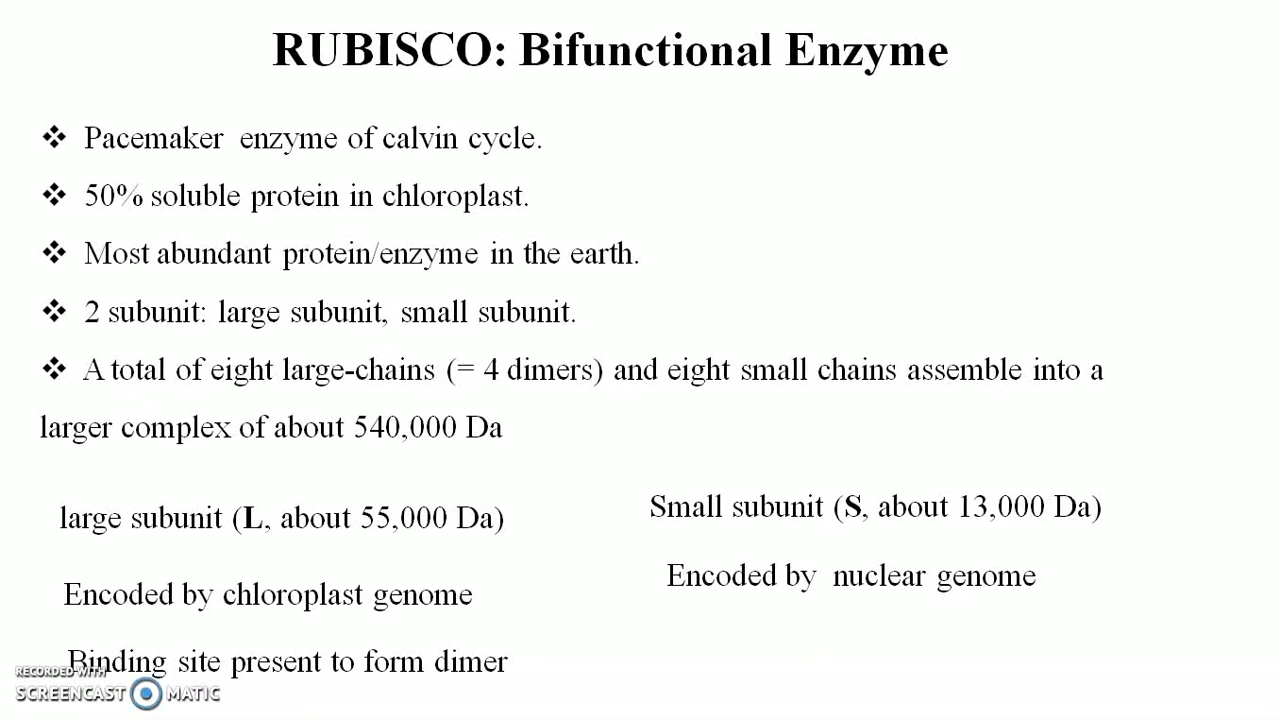 RUBISCO: Bifunctional Enzyme
❖ Pacemaker enzyme of calvin cycle.
❖ 50% soluble protein in chloroplast.
❖ Most abundant protein/enzyme in the earth.
❖ 2 subunit: large subunit, small subunit.
❖ A total of eight large-chains (= 4 dimers) and eight small chains assemble into a
larger complex of about 540,000 Da
large subunit (L, about 55,000 Da)
Encoded by chloroplast genome
Binding site present to form dimer
Small subunit (S, about 13,000 Da)
Encoded by nuclear genome
RECORDED WITH
SCREENCAST MATIC